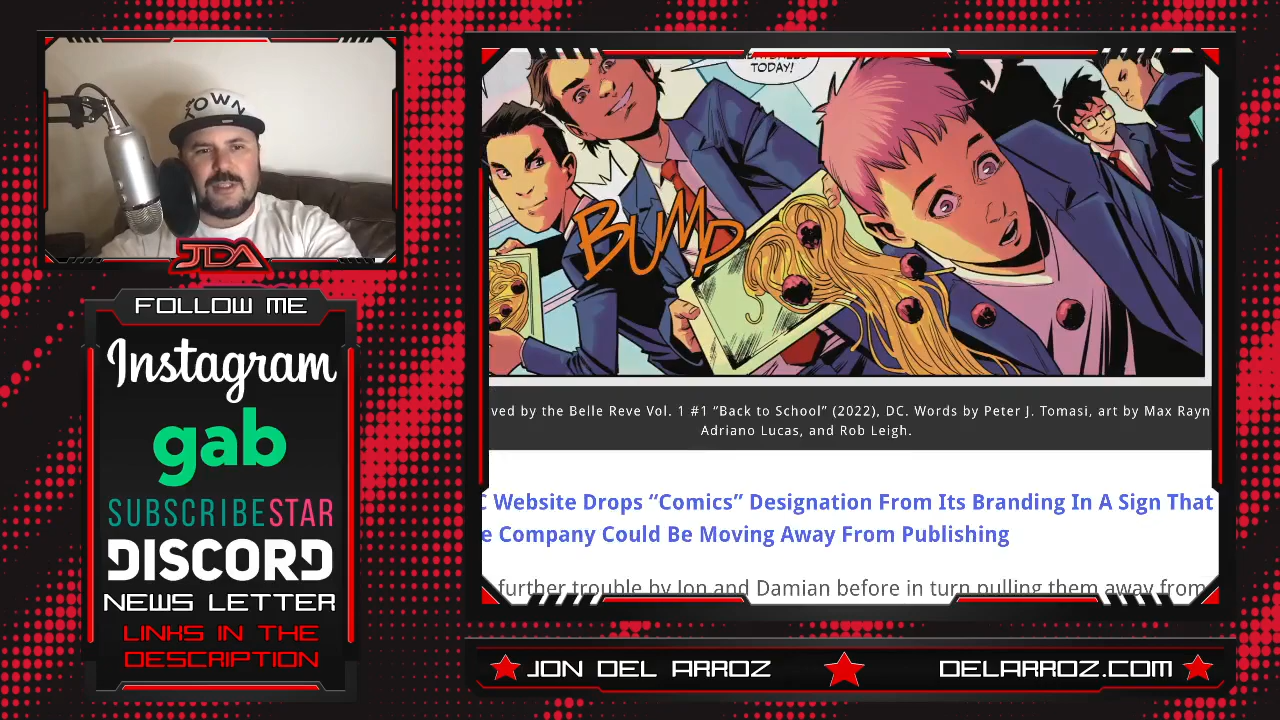 TOWN
JDA
FOLLOW ME
Instagram
gab
SUBSCRIBESTAR
DISCORD
NEWS LETTER
LINKS IN THE
DESCRIPTION
TODAY!
BUMP
ved by the Belle Reve Vol. 1 #1 “Back to School” (2022), DC. Words by Peter J. Tomasi, art by Max Rayn
Adriano Lucas, and Rob Leigh.
C Website Drops “Comics” Designation From Its Branding In A Sign That
e Company Could Be Moving Away From Publishing
further trouble by Jon and Damian before in turn pulling them away from
JON DEL ARROZ
DELARROZ.COM